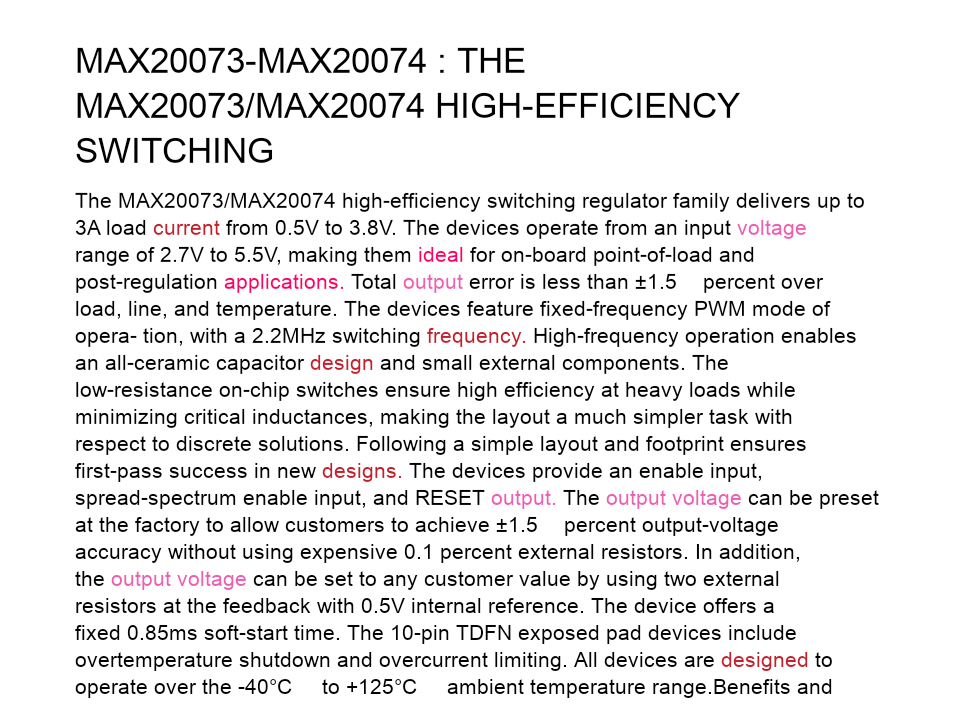 MAX20073-MAX20074 : THE
MAX20073/MAX20074 HIGH-EFFICIENCY
SWITCHING
The MAX20073/MAX20074 high-efficiency switching regulator family delivers up to
3A load current from 0.5V to 3.8V. The devices operate from an input voltage
range of 2.7V to 5.5V, making them ideal for on-board point-of-load and
post-regulation applications. Total output error is less than ±1.5 percent over
load, line, and temperature. The devices feature fixed-frequency PWM mode of
opera- tion, with a 2.2MHz switching frequency. High-frequency operation enables
an all-ceramic capacitor design and small external components. The
low-resistance on-chip switches ensure high efficiency at heavy loads while
minimizing critical inductances, making the layout a much simpler task with
respect to discrete solutions. Following a simple layout and footprint ensures
first-pass success in new designs. The devices provide an enable input,
spread-spectrum enable input, and RESET output. The output voltage can be preset
at the factory to allow customers to achieve ±1.5 percent output-voltage
accuracy without using expensive 0.1 percent external resistors. In addition,
the output voltage can be set to any customer value by using two external
resistors at the feedback with 0.5V internal reference. The device offers a
fixed 0.85ms soft-start time. The 10-pin TDFN exposed pad devices include
overtemperature shutdown and overcurrent limiting. All devices are designed to
operate over the -40°C to +125°C ambient temperature range.Benefits and